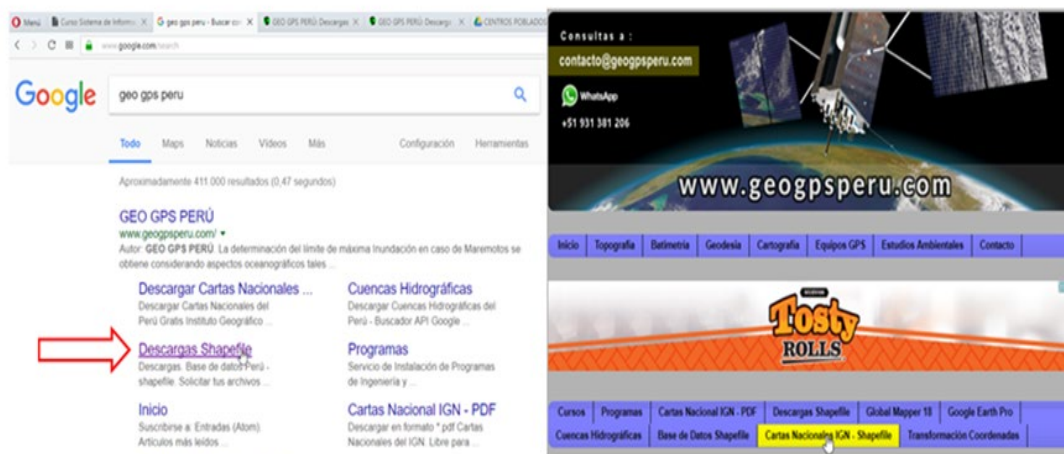 Menú
Curso Sistema de Informac
geo gps peru - Buscar con
GEO GPS PERÚ: Descargas
GEO GPS PERÚ: Descargas
CENTROS POBLADOS
www.google.com/search
Google
geo gps peru
Todo Maps Noticias Vídeos Más Configuración Herramientas
Aproximadamente 411.000 resultados (0,47 segundos)
GEO GPS PERÚ
www.geogpsperu.com/
Autor: GEO GPS PERÚ. La determinación del límite de máxima Inundación en caso de Maremotos se
obtiene considerando aspectos oceanográficos tales ...
Descargar Cartas Nacionales ...
Descargar Cartas Nacionales del
Perú Gratis Instituto Geográfico ...
Descargas Shapefile
Descargas. Base de datos Perú -
shapefile. Solicitar tus archivos ...
Inicio
Suscribirse a: Entradas (Atom).
Artículos más leídos ...
Cuencas Hidrográficas
Descargar Cuencas Hidrográficas del
Perú - Buscador API Google ...
Programas
Servicio de Instalación de Programas
de Ingeniería y ...
Cartas Nacional IGN - PDF
Descargar en formato *.pdf Cartas
Nacionales del IGN. Libre para ...
Consultas a :
contacto@geogpsperu.com
WhatsApp
+51 931 381 206
www.geogpsperu.com
Inicio Topografía Batimetría Geodesia Cartografía Equipos GPS Estudios Ambientales Contacto
Tosty
ROLLS
Cursos Programas Cartas Nacional IGN - PDF Descargas Shapefile Global Mapper 18 Google Earth Pro
Cuencas Hidrográficas Base de Datos Shapefile Cartas Nacionales IGN - Shapefile Transformación Coordenadas